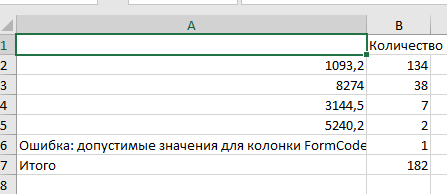 A B
1 Количество
2 1093,2 134
3 8274 38
4 3144,5 7
5 5240,2 2
6 Ошибка: допустимые значения для колонки FormCode 1
7 Итого 182
8